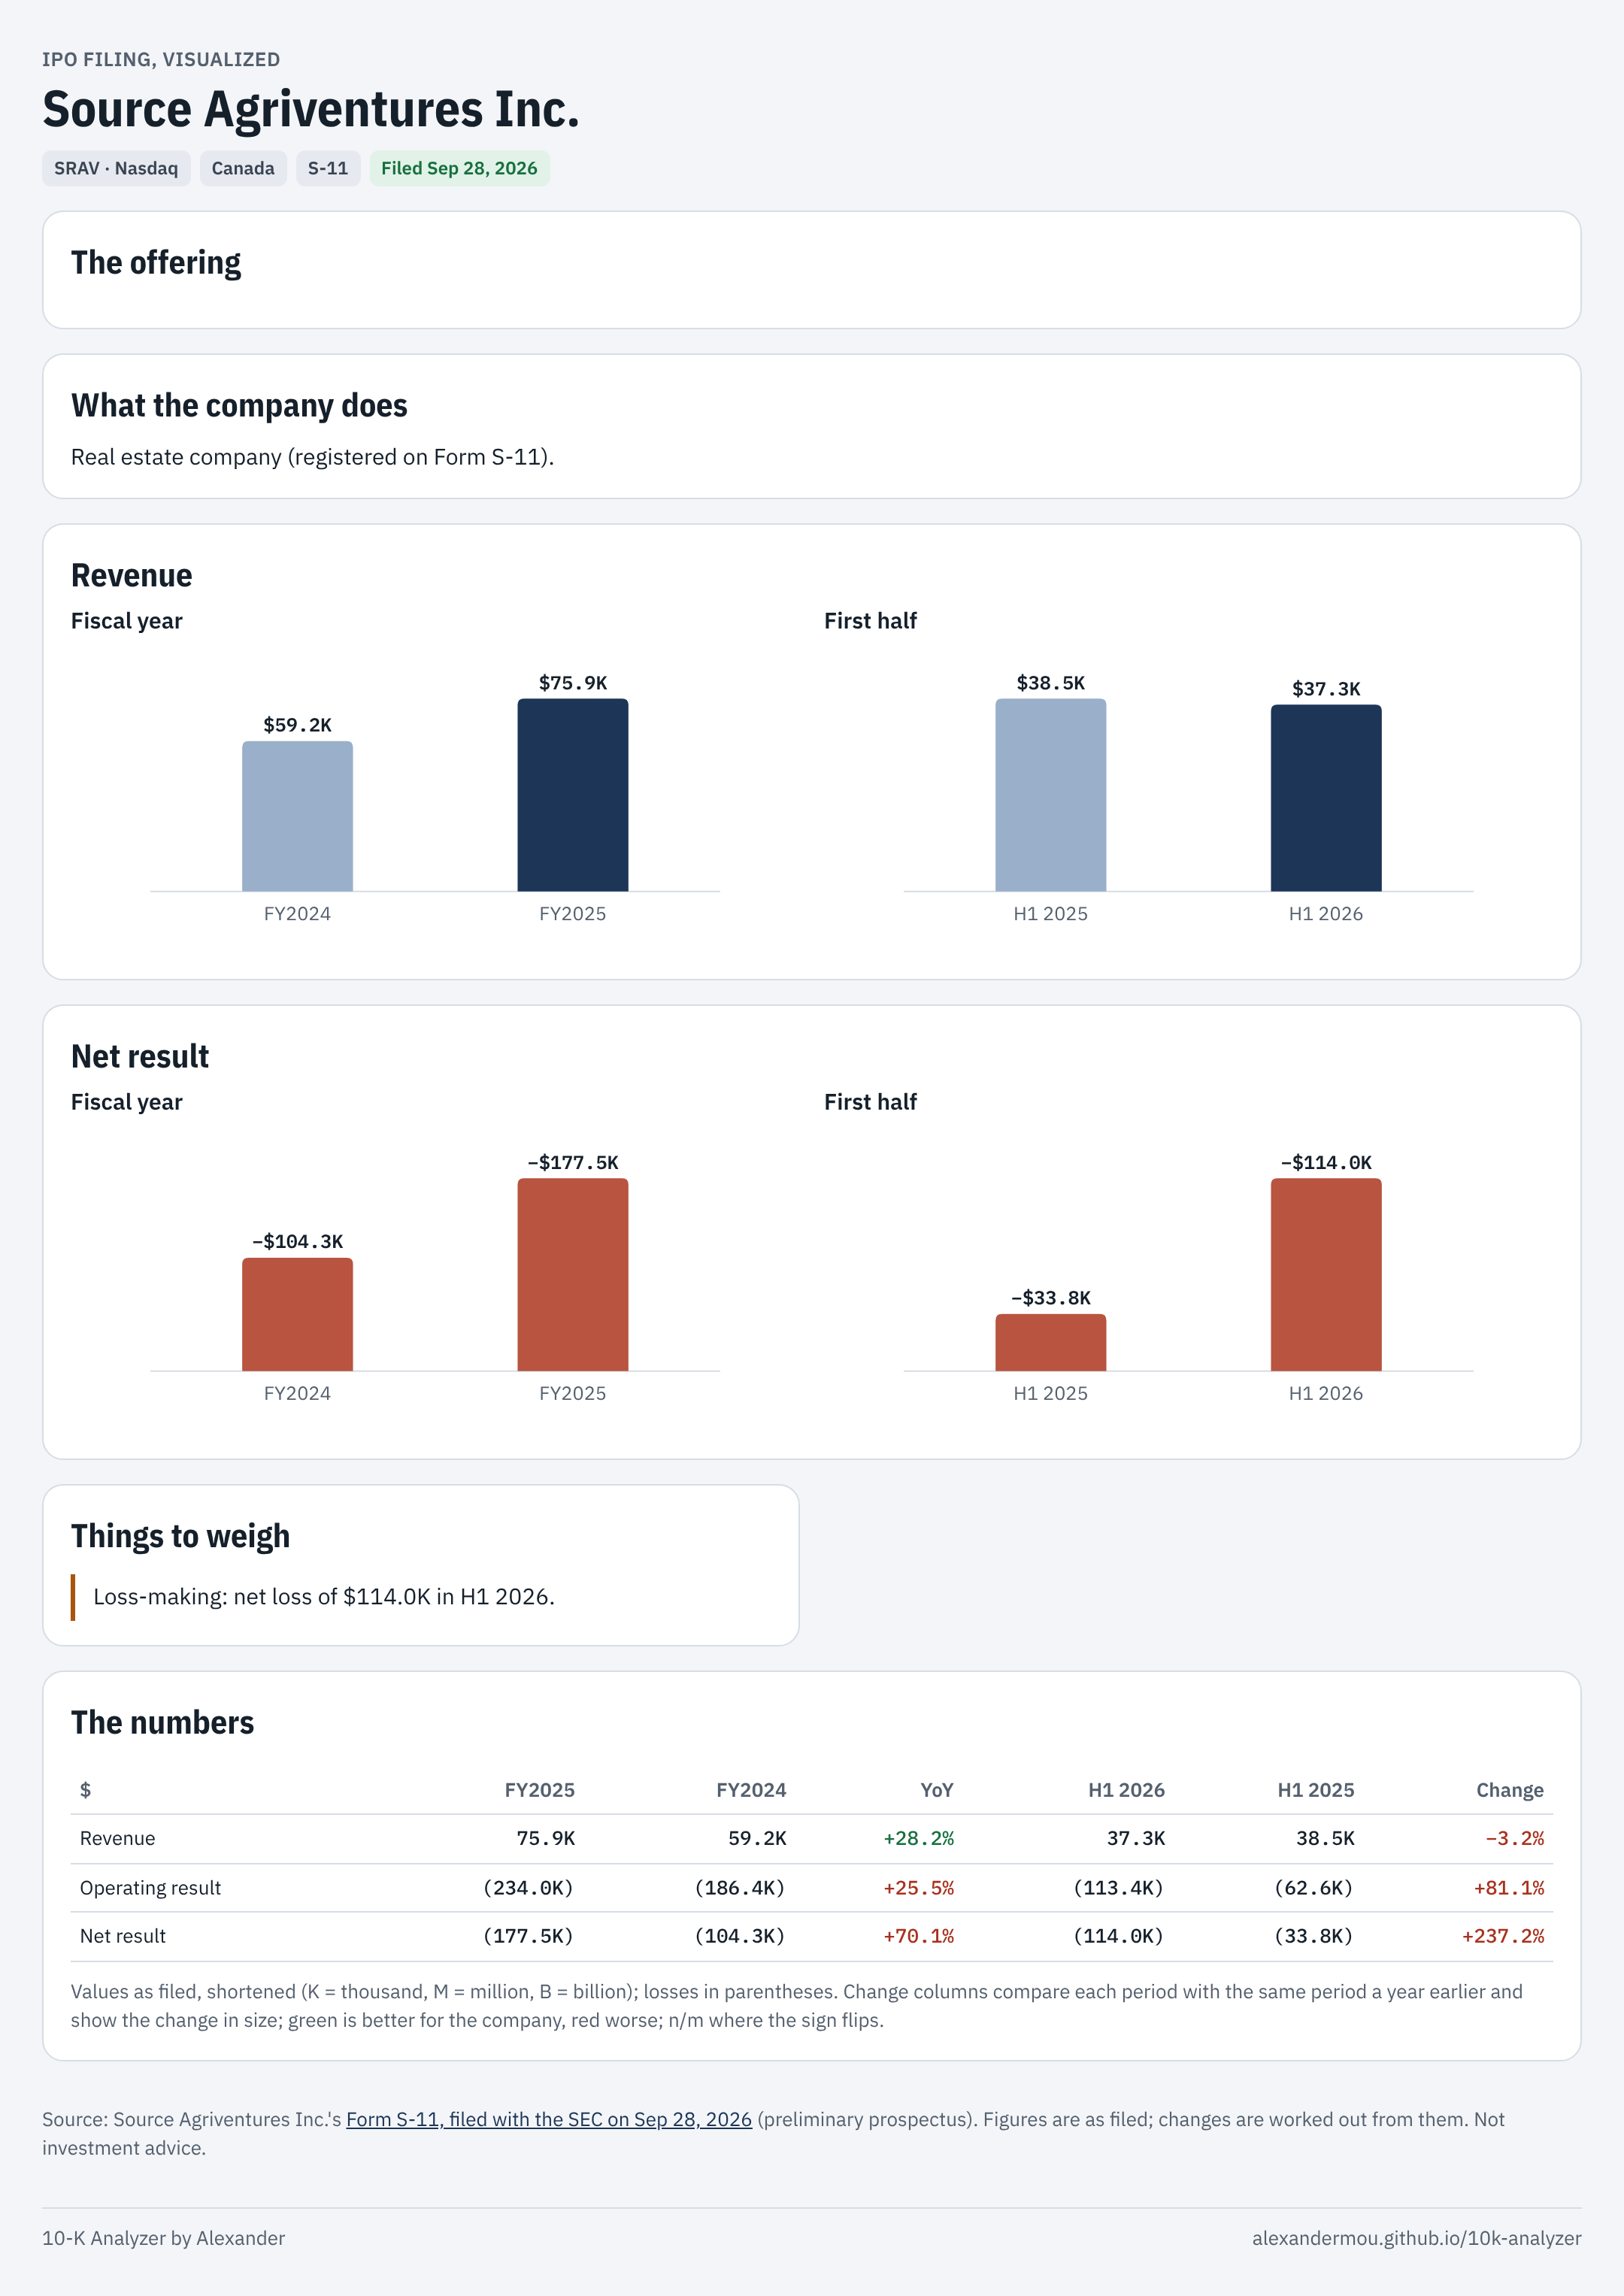 IPO FILING, VISUALIZED
Source Agriventures Inc.
SRAV · Nasdaq Canada S-11 Filed Sep 28, 2026
The offering
What the company does
Real estate company (registered on Form S-11).
Revenue
Fiscal year
$59.2K
$75.9K
FY2024 FY2025
First half
$38.5K
$37.3K
H1 2025 H1 2026
Net result
Fiscal year
−$104.3K
−$177.5K
FY2024 FY2025
First half
−$33.8K
−$114.0K
H1 2025 H1 2026
Things to weigh
Loss-making: net loss of $114.0K in H1 2026.
The numbers
$ FY2025 FY2024 YoY H1 2026 H1 2025 Change
Revenue 75.9K 59.2K +28.2% 37.3K 38.5K −3.2%
Operating result (234.0K) (186.4K) +25.5% (113.4K) (62.6K) +81.1%
Net result (177.5K) (104.3K) +70.1% (114.0K) (33.8K) +237.2%
Values as filed, shortened (K = thousand, M = million, B = billion); losses in parentheses. Change columns compare each period with the same period a year earlier and
show the change in size; green is better for the company, red worse; n/m where the sign flips.
Source: Source Agriventures Inc.'s Form S-11, filed with the SEC on Sep 28, 2026 (preliminary prospectus). Figures are as filed; changes are worked out from them. Not
investment advice.
10-K Analyzer by Alexander
alexandermou.github.io/10k-analyzer